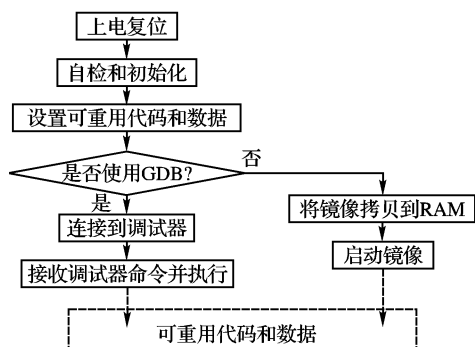 上电复位
自检和初始化
设置可重用代码和数据
是否使用GDB?
否
是
将镜像拷贝到RAM
连接到调试器
启动镜像
接收调试器命令并执行
可重用代码和数据